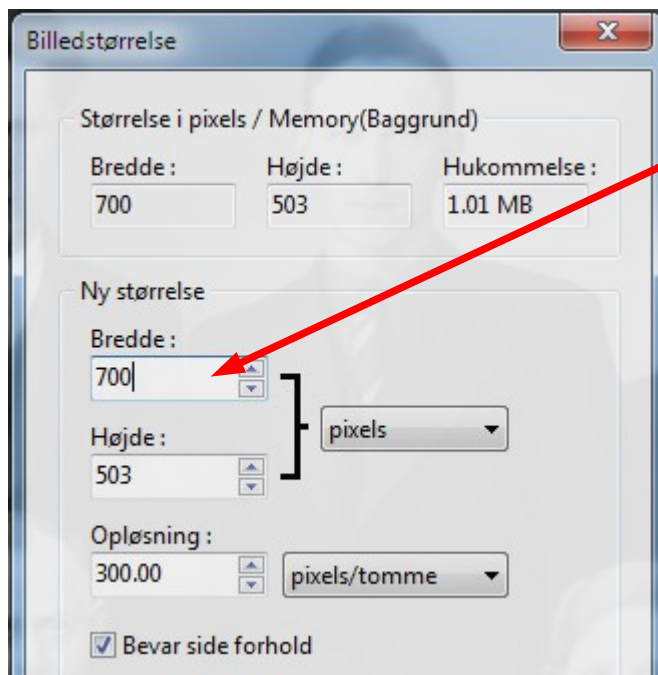 Billedstørrelse
Størrelse i pixels / Memory(Baggrund)
Bredde : Højde : Hukommelse :
700 503 1.01 MB
Ny størrelse
Bredde :
700
pixels
Højde :
503
Opløsning :
300.00 pixels/tomme
Bevar side forhold